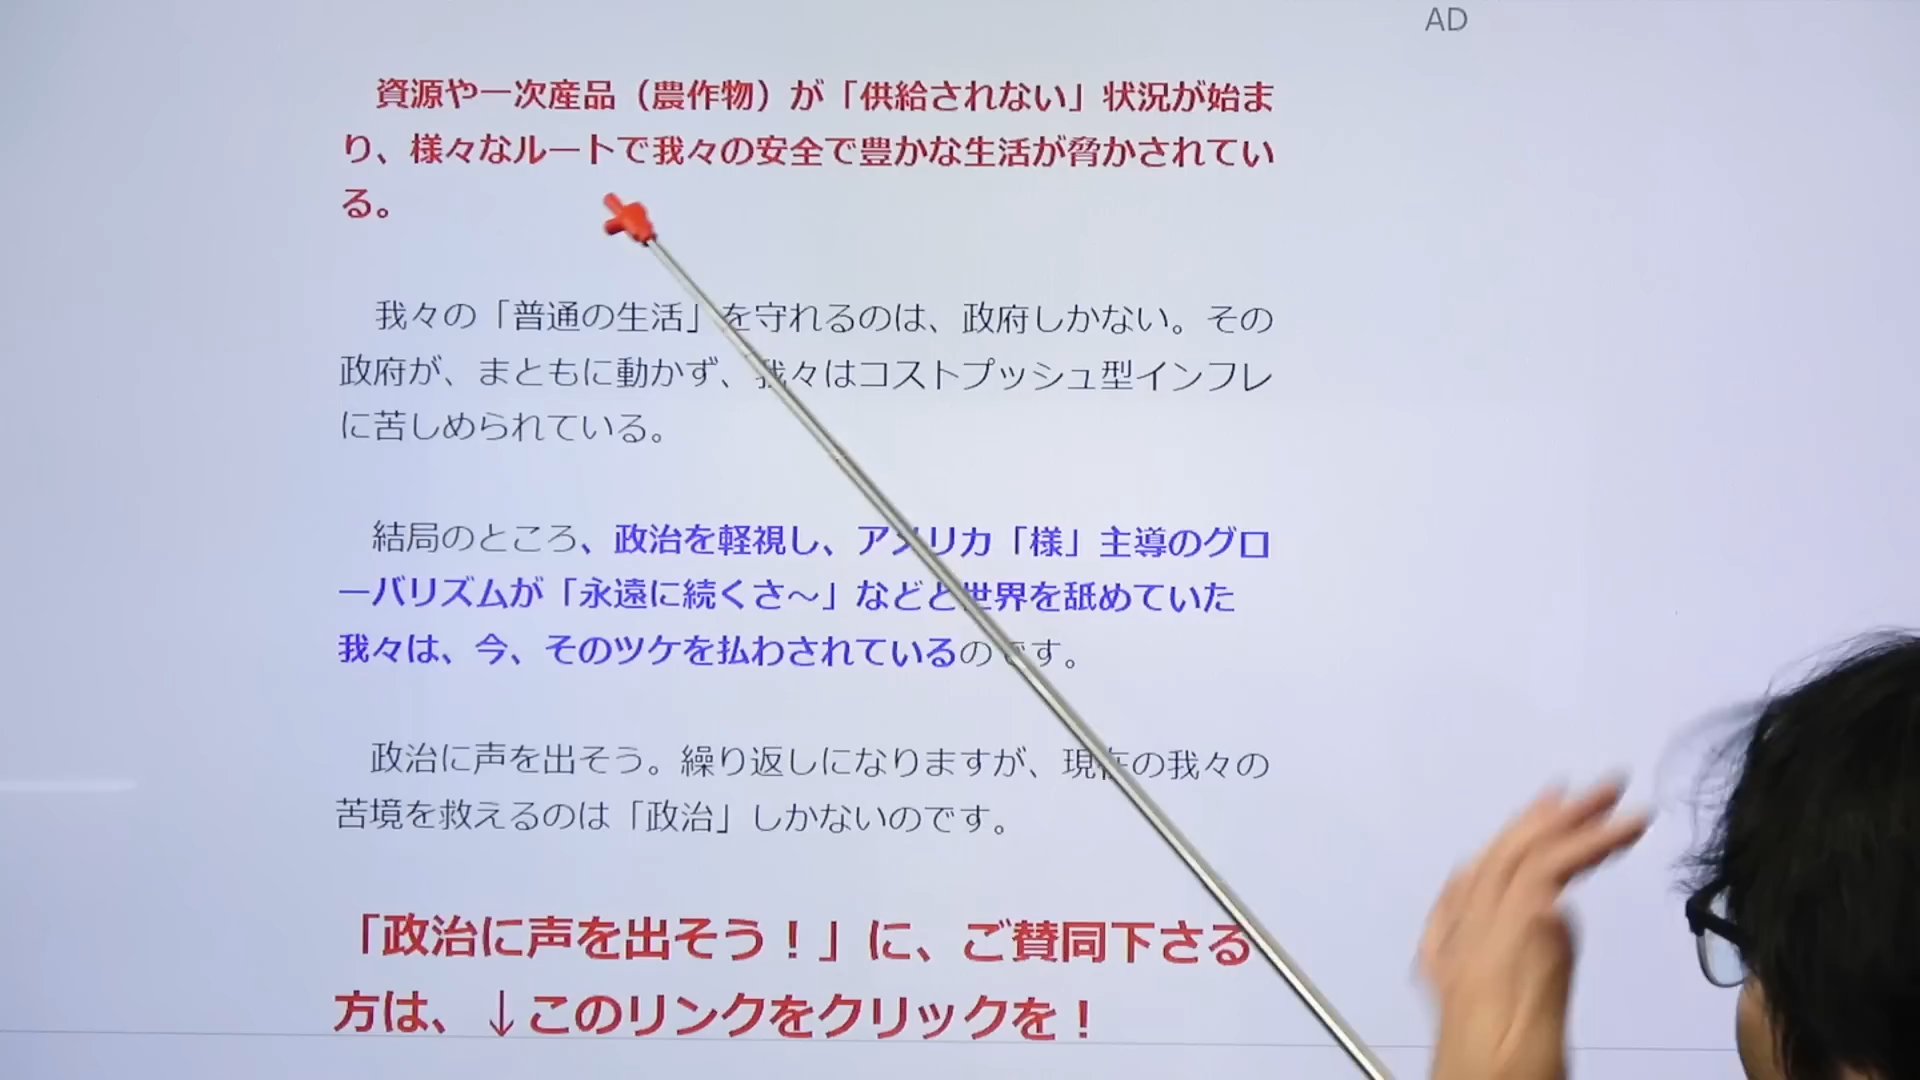 AD
資源や一次産品（農作物）が「供給されない」状況が始ま
り、様々なルートで我々の安全で豊かな生活が脅かされてい
る。
我々の「普通の生活」を守れるのは、政府しかない。その
政府が、まともに動かず、我々はコストプッシュ型インフレ
に苦しめられている。
結局のところ、政治を軽視し、アメリカ「様」主導のグロ
ーバリズムが「永遠に続くさ～」などと世界を舐めていた
我々は、今、そのツケを払わされているのです。
政治に声を出そう。繰り返しになりますが、現在の我々の
苦境を救えるのは「政治」しかないのです。
「政治に声を出そう！」に、ご賛同下さる
方は、↓このリンクをクリックを！